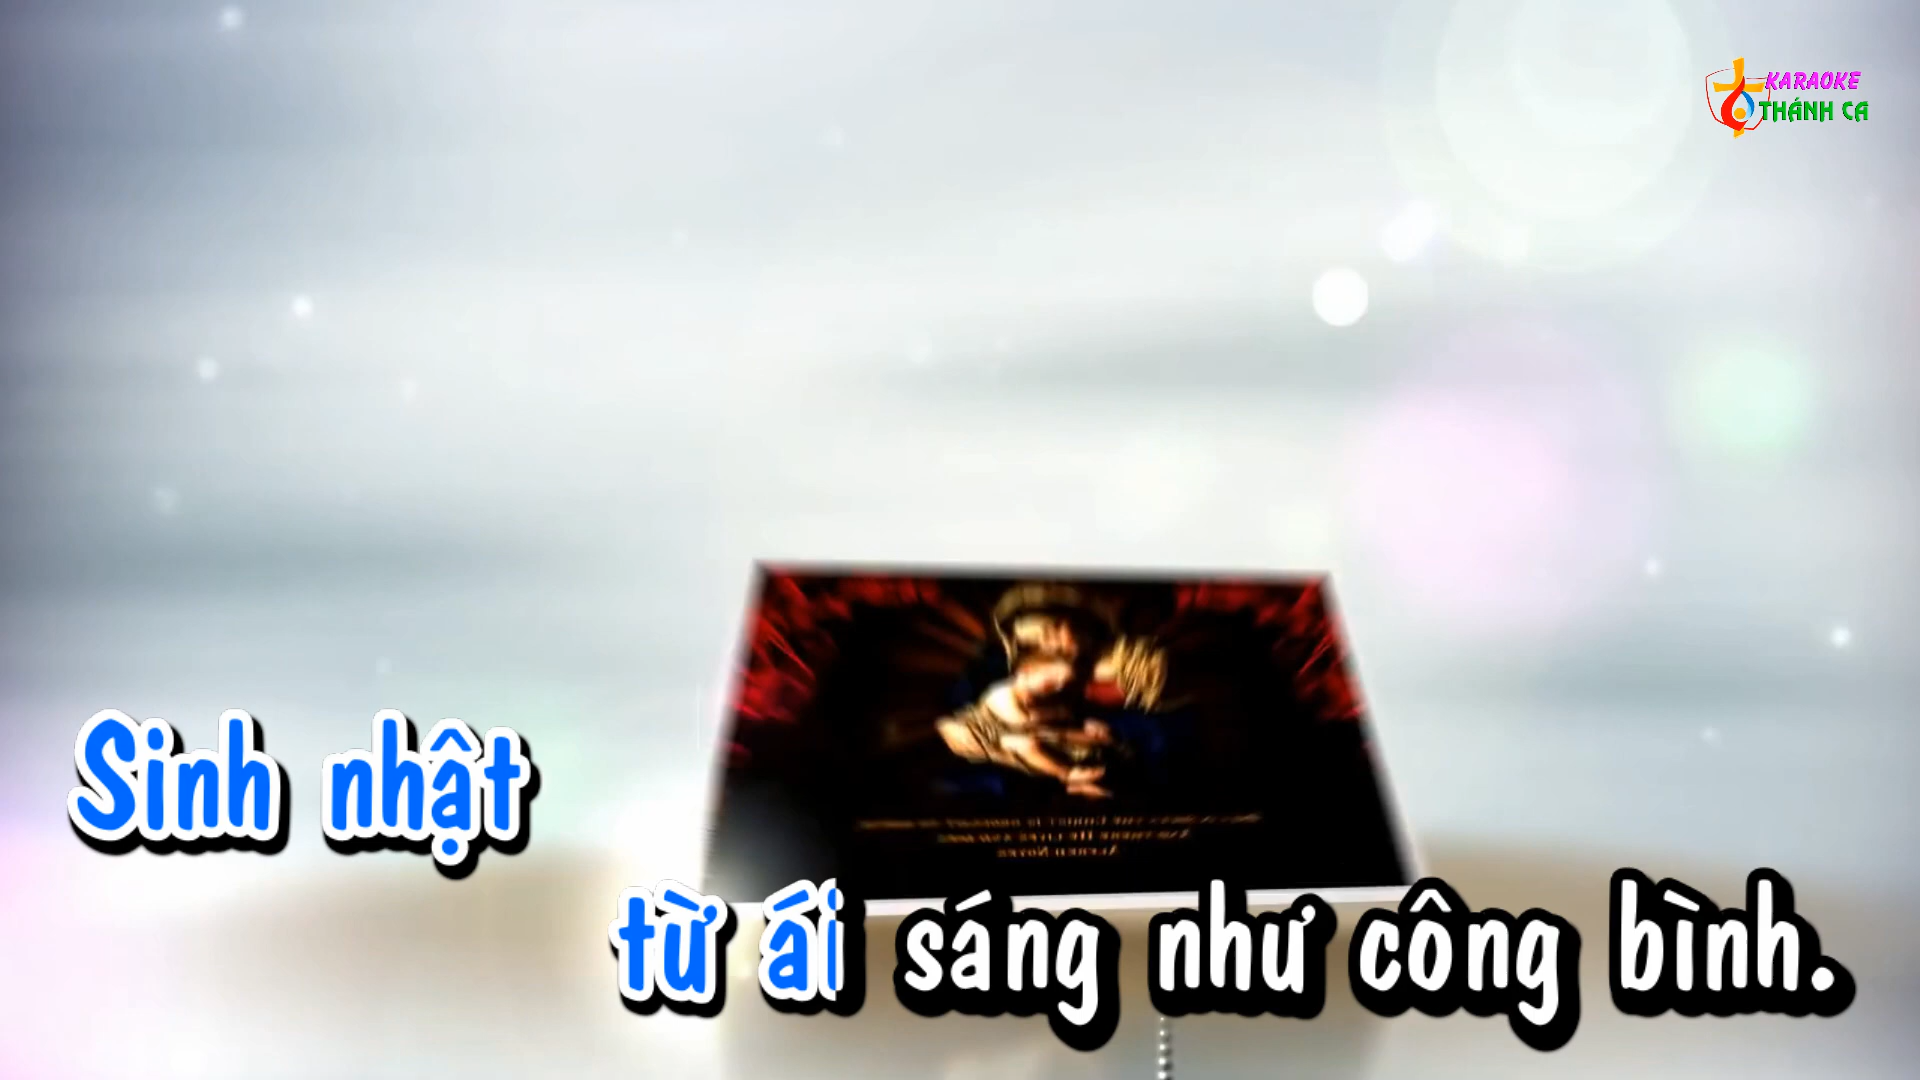 KARAOKE
THÁNH CA
Sinh nhật
từ ái sáng như công bình.